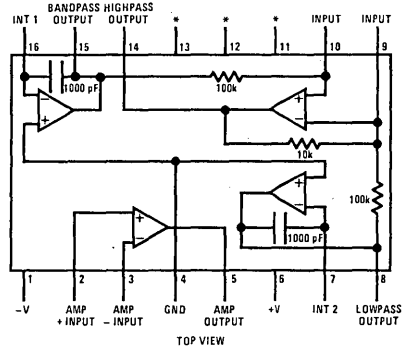 BANDPASS HIGHPASS
INT 1 OUTPUT OUTPUT * * * INPUT INPUT
16 15 14 13 12 11 10 9
1000 pF
100k
10k
100k
1000 pF
1 2 3 4 5 6 7 8
-V AMP AMP GND AMP +V INT 2 LOWPASS
+ INPUT - INPUT OUTPUT OUTPUT
TOP VIEW